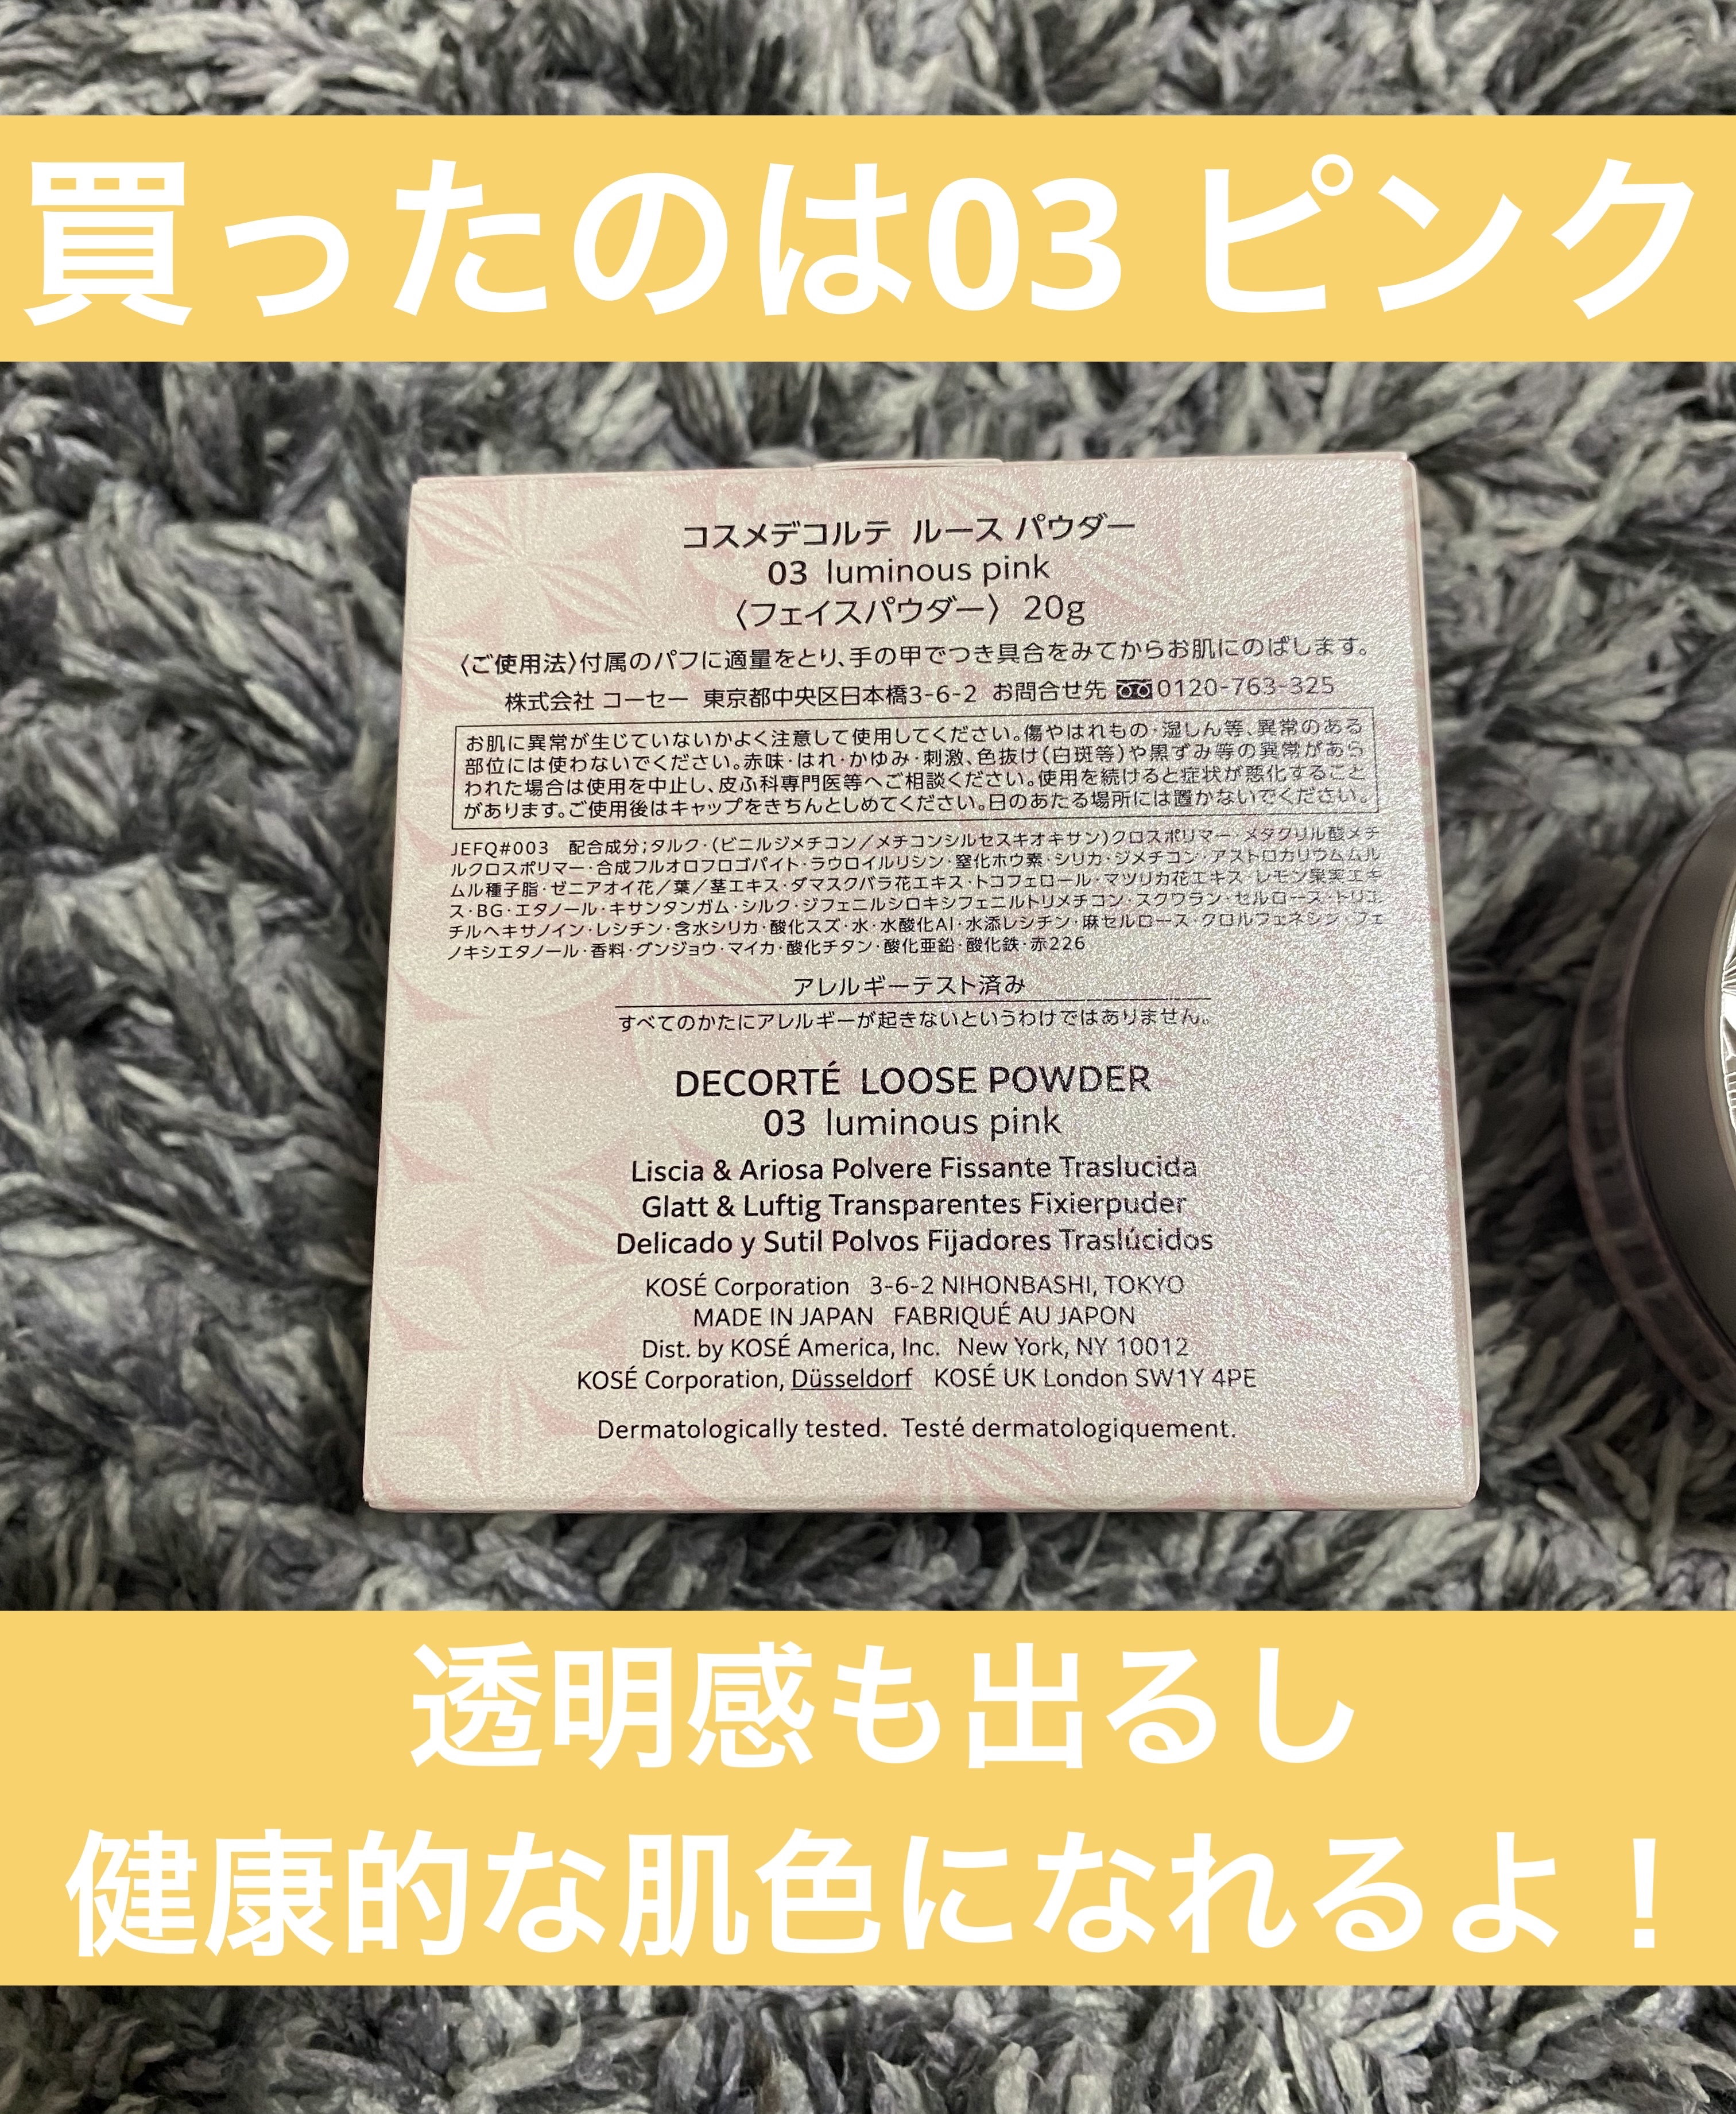 買ったのは03 ピンク
コスメデコルテ ルース パウダー
03 luminous pink
〈フェイスパウダー〉 20g
〈ご使用法〉付属のパフに適量をとり、手の甲でつき具合をみてからお肌にのばします。
株式会社 コーセー 東京都中央区日本橋3-6-2 お問合せ先 0120-763-325
お肌に異常が生じていないかよく注意して使用してください。傷やはれもの・湿しん等、異常のある
部位には使わないでください。赤味・はれ・かゆみ・刺激、色抜け(白斑等)や黒ずみ等の異常があら
われた場合は使用を中止し、皮ふ科専門医等へご相談ください。使用を続けると症状が悪化すること
があります。ご使用後はキャップをきちんとしめてください。日のあたる場所には置かないでください。
JEFQ#003 配合成分;タルク・(ビニルジメチコン/メチコンシルセスキオキサン)クロスポリマー・メタクリル酸メチ
ルクロスポリマー・合成フルオロフロゴパイト・ラウロイルリシン・窒化ホウ素・シリカ・ジメチコン・アストロカリウムムル
ムル種子脂・ゼニアオイ花/葉/茎エキス・ダマスクバラ花エキス・トコフェロール・マツリカ花エキス・レモン果実エキ
ス・BG・エタノール・キサンタンガム・シルク・ジフェニルシロキシフェニルトリメチコン・スクワラン・セルロース・トリエ
チルヘキサノイン・レシチン・含水シリカ・酸化スズ・水・水酸化Al・水添レシチン・麻セルロース・クロルフェネシン・フェ
ノキシエタノール・香料・グンジョウ・マイカ・酸化チタン・酸化亜鉛・酸化鉄・赤226
アレルギーテスト済み
すべてのかたにアレルギーが起きないというわけではありません。
DECORTÉ LOOSE POWDER
03 luminous pink
Liscia & Ariosa Polvere Fissante Traslucida
Glatt & Luftig Transparentes Fixierpuder
Delicado y Sutil Polvos Fijadores Traslúcidos
KOSÉ Corporation 3-6-2 NIHONBASHI, TOKYO
MADE IN JAPAN FABRIQUÉ AU JAPON
Dist. by KOSÉ America, Inc. New York, NY 10012
KOSÉ Corporation, Düsseldorf KOSÉ UK London SW1Y 4PE
Dermatologically tested. Testé dermatologiquement.
透明感も出るし
健康的な肌色になれるよ！